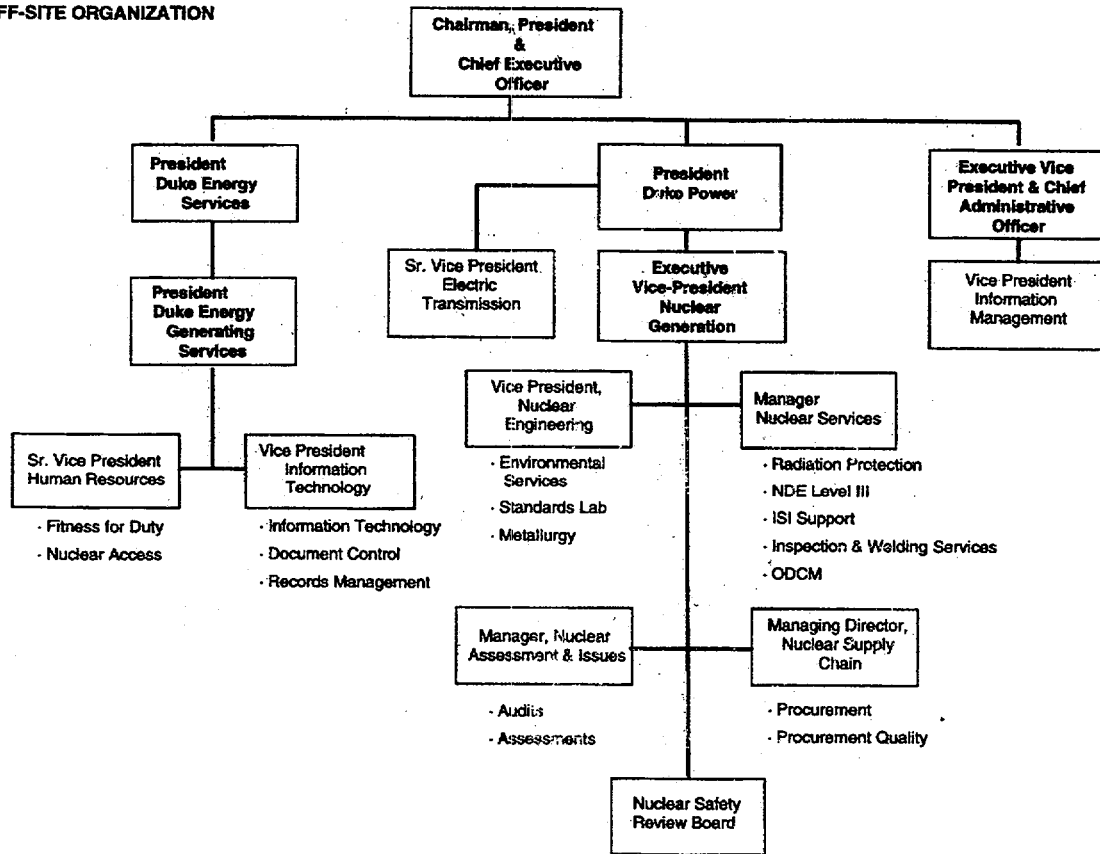 FF-SITE ORGANIZATION
Chairman, President
&
Chief Executive
Officer
President
Duke Energy
Services
President
Duke Power
Executive Vice
President & Chief
Administrative
Officer
Sr. Vice President
Electric
Transmission
Executive
Vice-President
Nuclear
Generation
Vice President
Information
Management
President
Duke Energy
Generating
Services
Vice President,
Nuclear
Engineering
Manager
Nuclear Services
Sr. Vice President
Human Resources
Vice President
Information
Technology
- Environmental
Services
- Standards Lab
- Metallurgy
- Radiation Protection
- NDE Level III
- ISI Support
- Inspection & Welding Services
- ODCM
- Fitness for Duty
- Nuclear Access
- Information Technology
- Document Control
- Records Management
Manager, Nuclear
Assessment & Issues
Managing Director,
Nuclear Supply
Chain
- Audits
- Assessments
- Procurement
- Procurement Quality
Nuclear Safety
Review Board